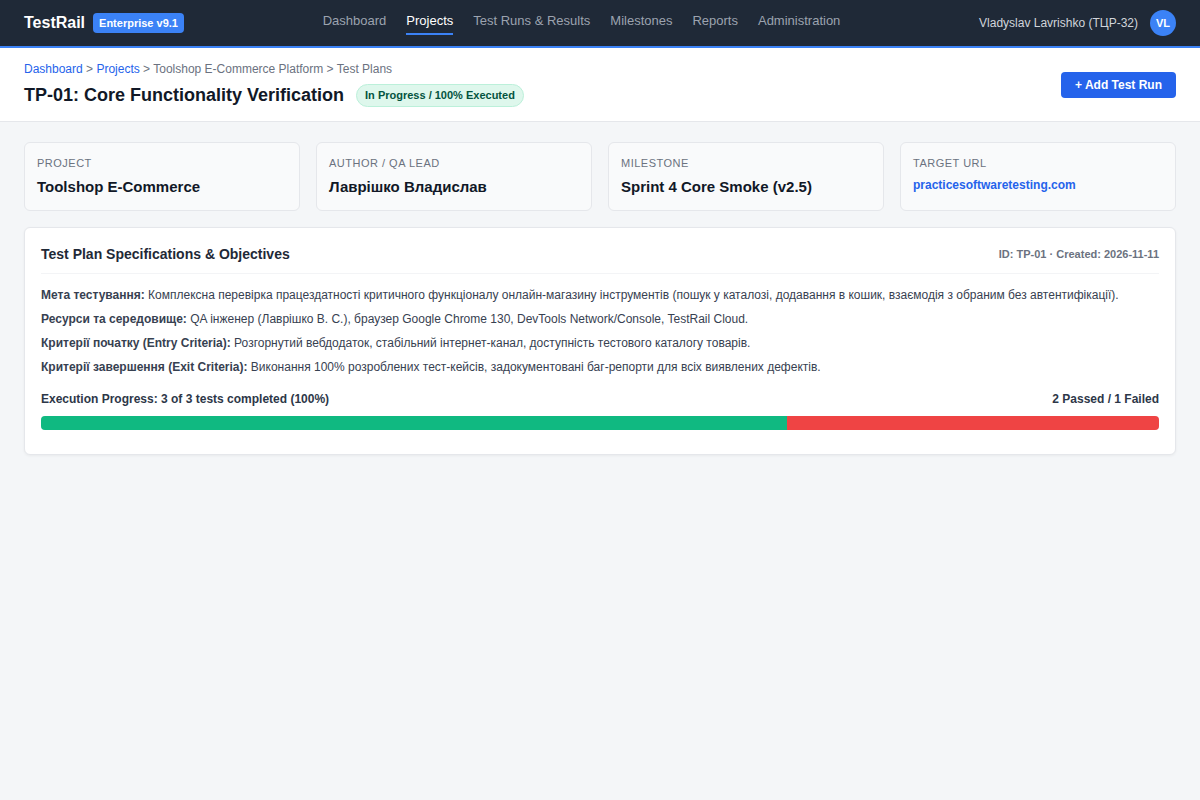 TestRail Enterprise v9.1 Dashboard Projects Test Runs & Results Milestones Reports Administration Vladyslav Lavrishko (ТЦР-32) VL
Dashboard > Projects > Toolshop E-Commerce Platform > Test Plans
TP-01: Core Functionality Verification In Progress / 100% Executed
+ Add Test Run
PROJECT
Toolshop E-Commerce
AUTHOR / QA LEAD
Лаврішко Владислав
MILESTONE
Sprint 4 Core Smoke (v2.5)
TARGET URL
practicesoftwaretesting.com
Test Plan Specifications & Objectives ID: TP-01 · Created: 2026-11-11
Мета тестування: Комплексна перевірка працездатності критичного функціоналу онлайн-магазину інструментів (пошук у каталозі, додавання в кошик, взаємодія з обраним без автентифікації).
Ресурси та середовище: QA інженер (Лаврішко В. С.), браузер Google Chrome 130, DevTools Network/Console, TestRail Cloud.
Критерії початку (Entry Criteria): Розгорнутий вебдодаток, стабільний інтернет-канал, доступність тестового каталогу товарів.
Критерії завершення (Exit Criteria): Виконання 100% розроблених тест-кейсів, задокументовані баг-репорти для всіх виявлених дефектів.
Execution Progress: 3 of 3 tests completed (100%) 2 Passed / 1 Failed